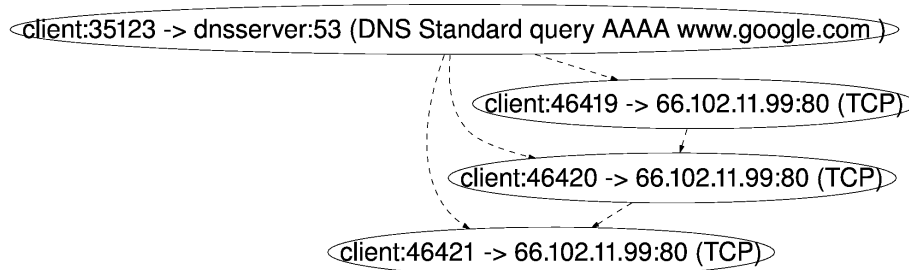 client:35123 -> dnsserver:53 (DNS Standard query AAAA www.google.com )
client:46419 -> 66.102.11.99:80 (TCP)
client:46420 -> 66.102.11.99:80 (TCP)
client:46421 -> 66.102.11.99:80 (TCP)